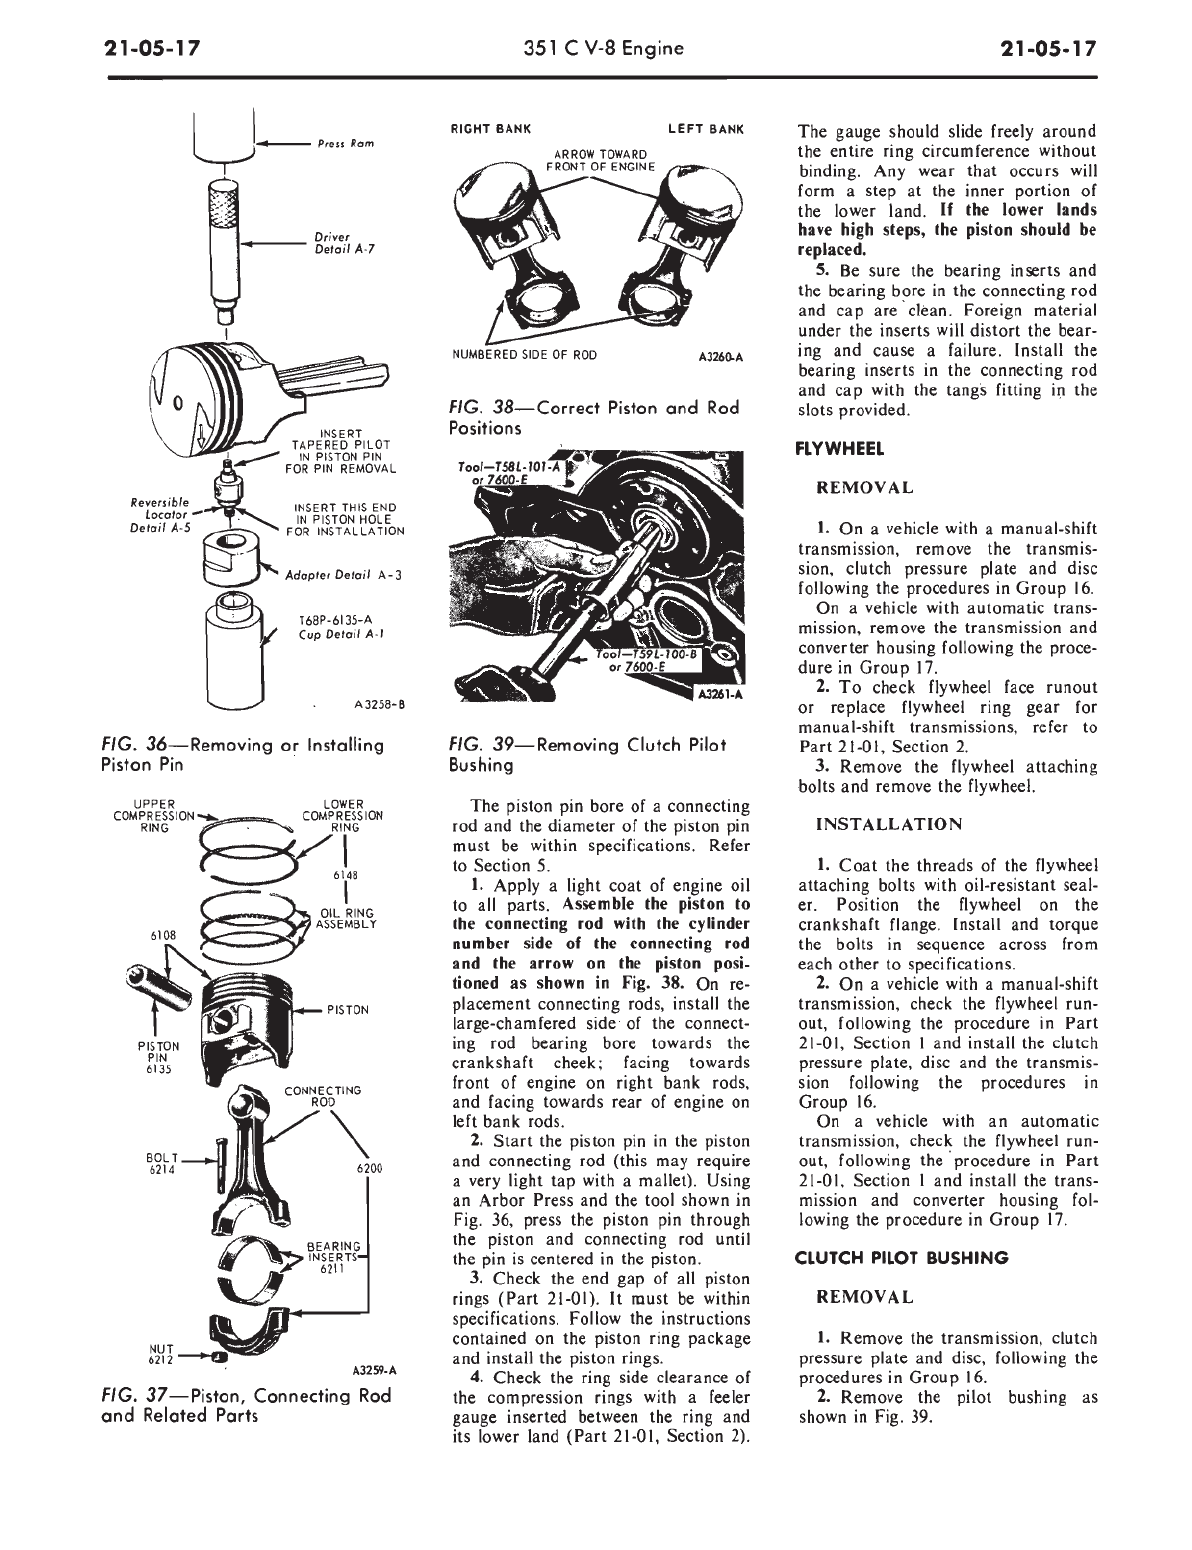 21-05-17
351 C V-8 Engine
21-05-17
Press Ram
Driver
Detail A-7
INSERT
TAPERED PILOT
IN PISTON PIN
FOR PIN REMOVAL
Reversible
Locator
Detail A-5
INSERT THIS END
IN PISTON HOLE
FOR INSTALLATION
Adapter Detail A-3
T68P-6135-A
Cup Detail A-1
A3258-B
FIG. 36—Removing or Installing
Piston Pin
UPPER
COMPRESSION
RING
LOWER
COMPRESSION
RING
6148
OIL RING
ASSEMBLY
6108
PISTON
PISTON
PIN
6135
CONNECTING
ROD
BOLT
6214
6200
BEARING
INSERTS
6211
NUT
6212
A3259-A
FIG. 37—Piston, Connecting Rod
and Related Parts
RIGHT BANK
LEFT BANK
ARROW TOWARD
FRONT OF ENGINE
NUMBERED SIDE OF ROD
A3260-A
FIG. 38—Correct Piston and Rod
Positions
Tool—T58L-101-A
or 7600-E
Tool—T59L-100-B
or 7600-E
A3261-A
FIG. 39—Removing Clutch Pilot
Bushing
The piston pin bore of a connecting
rod and the diameter of the piston pin
must be within specifications. Refer
to Section 5.
1. Apply a light coat of engine oil
to all parts. Assemble the piston to
the connecting rod with the cylinder
number side of the connecting rod
and the arrow on the piston posi-
tioned as shown in Fig. 38. On re-
placement connecting rods, install the
large-chamfered side of the connect-
ing rod bearing bore towards the
crankshaft cheek; facing towards
front of engine on right bank rods,
and facing towards rear of engine on
left bank rods.
2. Start the piston pin in the piston
and connecting rod (this may require
a very light tap with a mallet). Using
an Arbor Press and the tool shown in
Fig. 36, press the piston pin through
the piston and connecting rod until
the pin is centered in the piston.
3. Check the end gap of all piston
rings (Part 21-01). It must be within
specifications. Follow the instructions
contained on the piston ring package
and install the piston rings.
4. Check the ring side clearance of
the compression rings with a feeler
gauge inserted between the ring and
its lower land (Part 21-01, Section 2).
The gauge should slide freely around
the entire ring circumference without
binding. Any wear that occurs will
form a step at the inner portion of
the lower land. If the lower lands
have high steps, the piston should be
replaced.
5. Be sure the bearing inserts and
the bearing bore in the connecting rod
and cap are clean. Foreign material
under the inserts will distort the bear-
ing and cause a failure. Install the
bearing inserts in the connecting rod
and cap with the tangs fitting in the
slots provided.
FLYWHEEL
REMOVAL
1. On a vehicle with a manual-shift
transmission, remove the transmis-
sion, clutch pressure plate and disc
following the procedures in Group 16.
On a vehicle with automatic trans-
mission, remove the transmission and
converter housing following the proce-
dure in Group 17.
2. To check flywheel face runout
or replace flywheel ring gear for
manual-shift transmissions, refer to
Part 21-01, Section 2.
3. Remove the flywheel attaching
bolts and remove the flywheel.
INSTALLATION
1. Coat the threads of the flywheel
attaching bolts with oil-resistant seal-
er. Position the flywheel on the
crankshaft flange. Install and torque
the bolts in sequence across from
each other to specifications.
2. On a vehicle with a manual-shift
transmission, check the flywheel run-
out, following the procedure in Part
21-01, Section 1 and install the clutch
pressure plate, disc and the transmis-
sion following the procedures in
Group 16.
On a vehicle with an automatic
transmission, check the flywheel run-
out, following the procedure in Part
21-01, Section 1 and install the trans-
mission and converter housing fol-
lowing the procedure in Group 17.
CLUTCH PILOT BUSHING
REMOVAL
1. Remove the transmission, clutch
pressure plate and disc, following the
procedures in Group 16.
2. Remove the pilot bushing as
shown in Fig. 39.